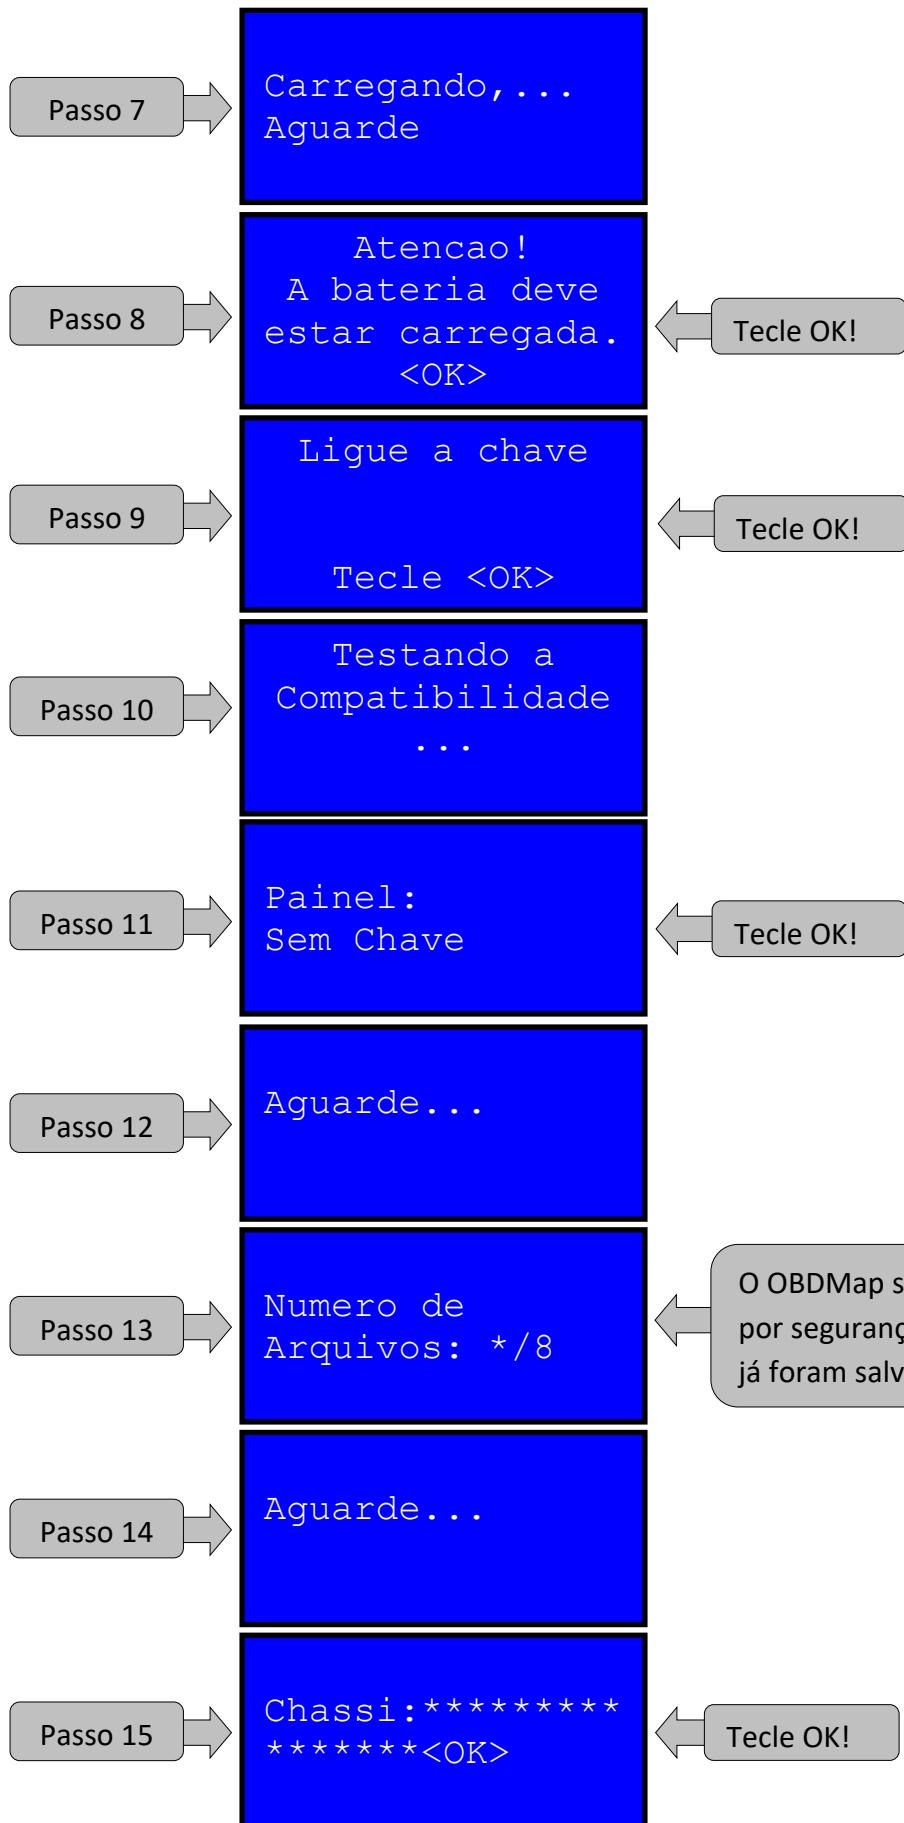 Passo 7
Carregando,...
Aguarde
Passo 8
Atencao!
A bateria deve
estar carregada.
<OK>
Tecle OK!
Passo 9
Ligue a chave
Tecle <OK>
Tecle OK!
Passo 10
Testando a
Compatibilidade
...
Passo 11
Painel:
Sem Chave
Tecle OK!
Passo 12
Aguarde...
Passo 13
Numero de
Arquivos: */8
O OBDMap s
por seguranç
já foram salv
Passo 14
Aguarde...
Passo 15
Chassi:*********
*******<OK>
Tecle OK!